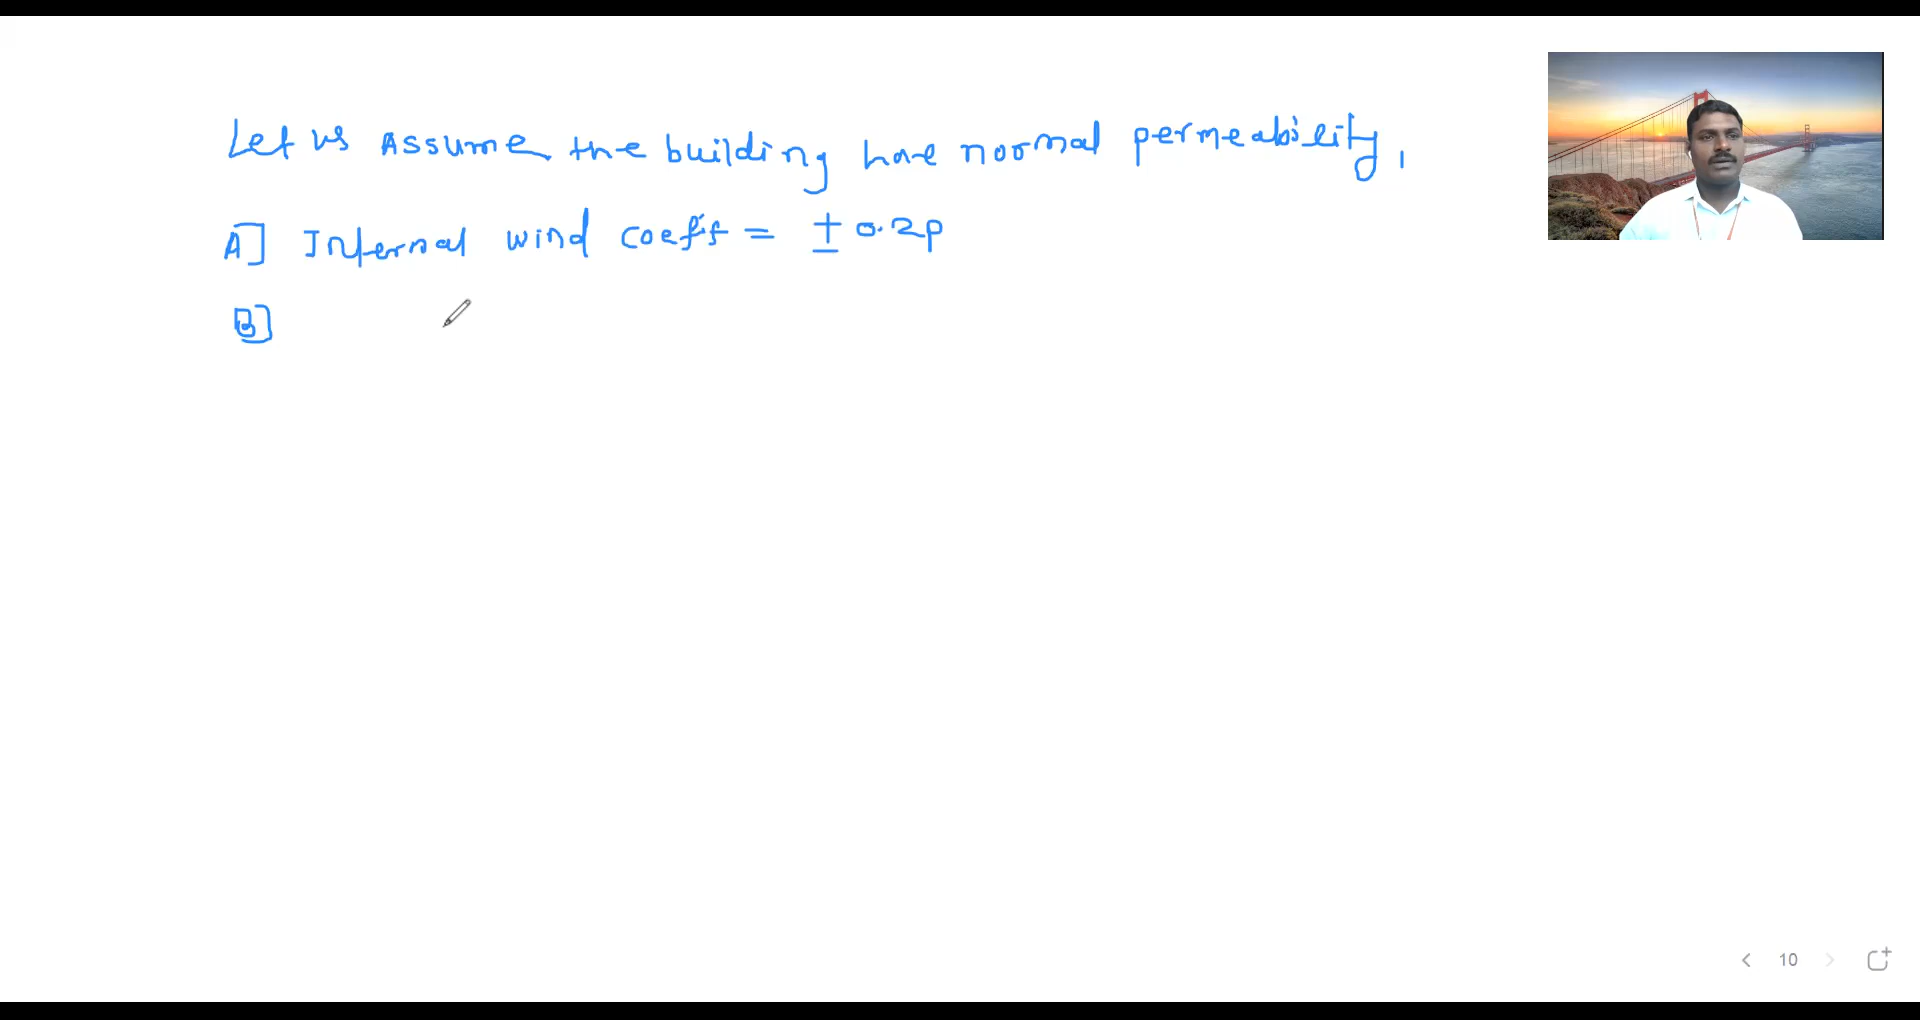 Let us Assume the building have normal permeability,
A] Internal wind coeff = ± 0.2p
B]
10